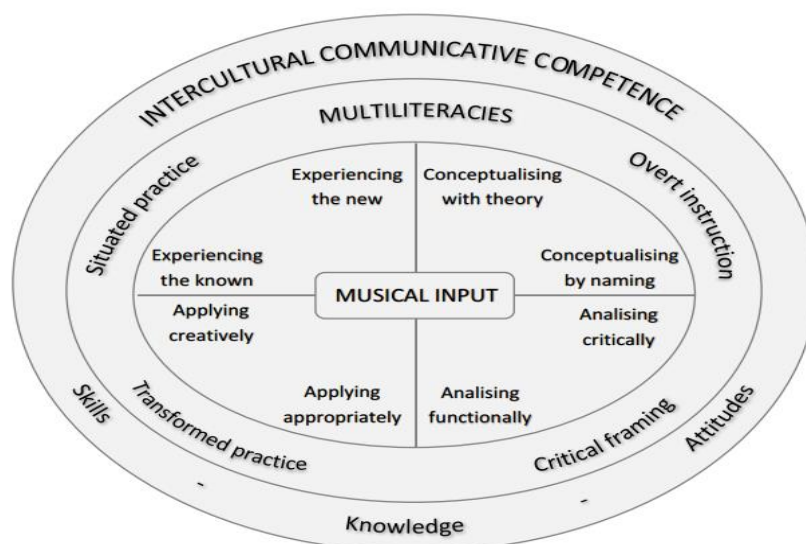 INTERCULTURAL COMMUNICATIVE COMPETENCE
MULTILITERACIES
Situated practice
Overt instruction
Experiencing
the new
Conceptualising
with theory
Experiencing
the known
Conceptualising
by naming
MUSICAL INPUT
Applying
creatively
Analising
critically
Applying
appropriately
Analising
functionally
Transformed practice
Critical framing
Skills
-
Knowledge
-
Attitudes